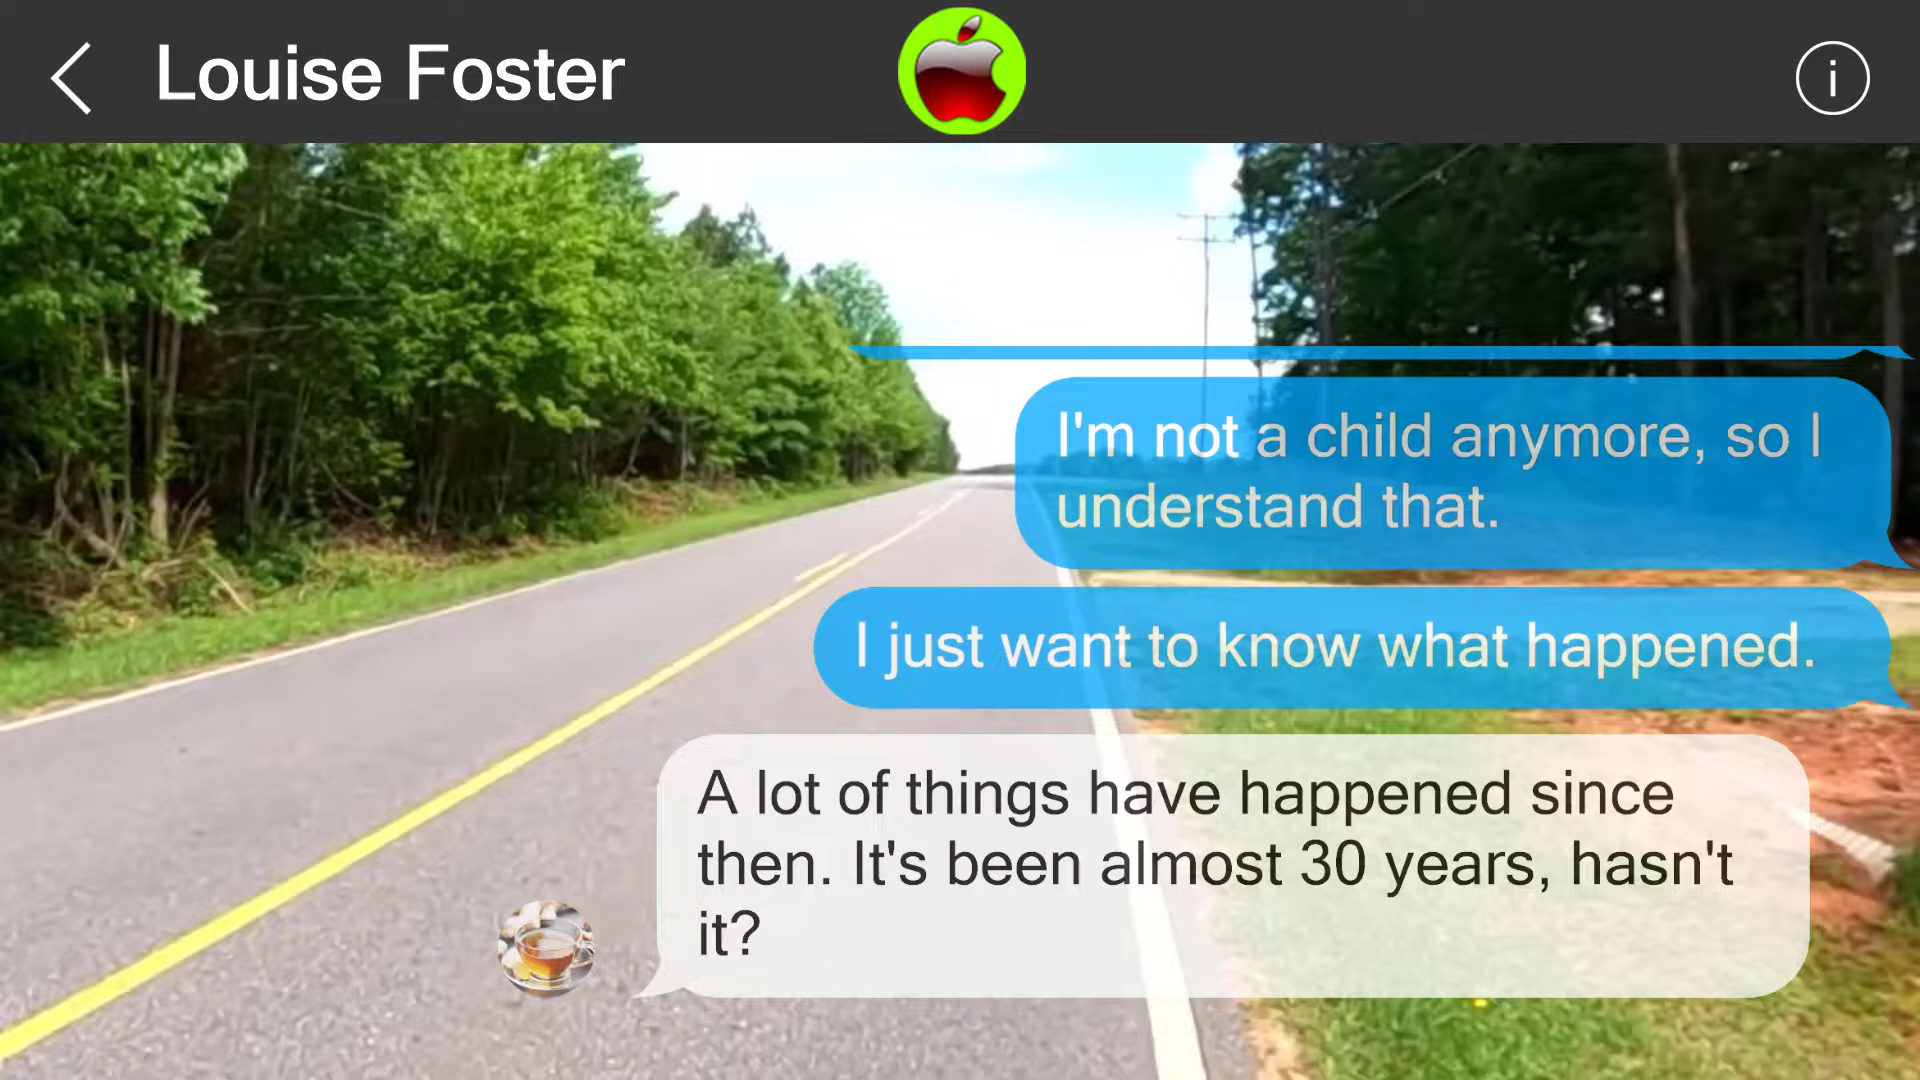 Louise Foster
i
I'm not a child anymore, so I
understand that.
I just want to know what happened.
A lot of things have happened since
then. It's been almost 30 years, hasn't
it?